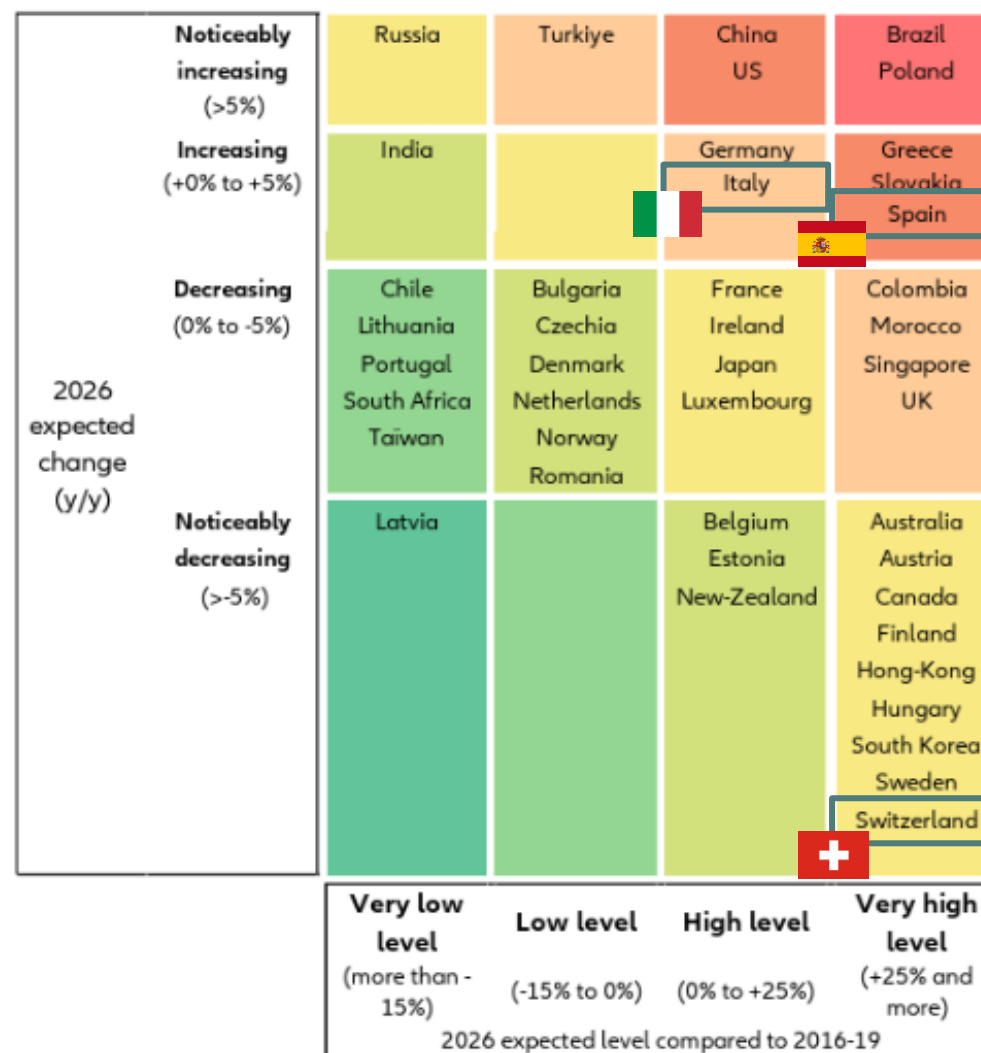 2026
expected
change
(y/y)
Noticeably
increasing
(>5%)
Russia
Turkiye
China
US
Brazil
Poland
Increasing
(+0% to +5%)
India
Germany
Italy
Greece
Slovakia
Spain
Decreasing
(0% to -5%)
Chile
Lithuania
Portugal
South Africa
Taïwan
Bulgaria
Czechia
Denmark
Netherlands
Norway
Romania
France
Ireland
Japan
Luxembourg
Colombia
Morocco
Singapore
UK
Noticeably
decreasing
(>-5%)
Latvia
Belgium
Estonia
New-Zealand
Australia
Austria
Canada
Finland
Hong-Kong
Hungary
South Korea
Sweden
Switzerland
Very low
level
(more than -
15%)
Low level
(-15% to 0%)
High level
(0% to +25%)
Very high
level
(+25% and
more)
2026 expected level compared to 2016-19